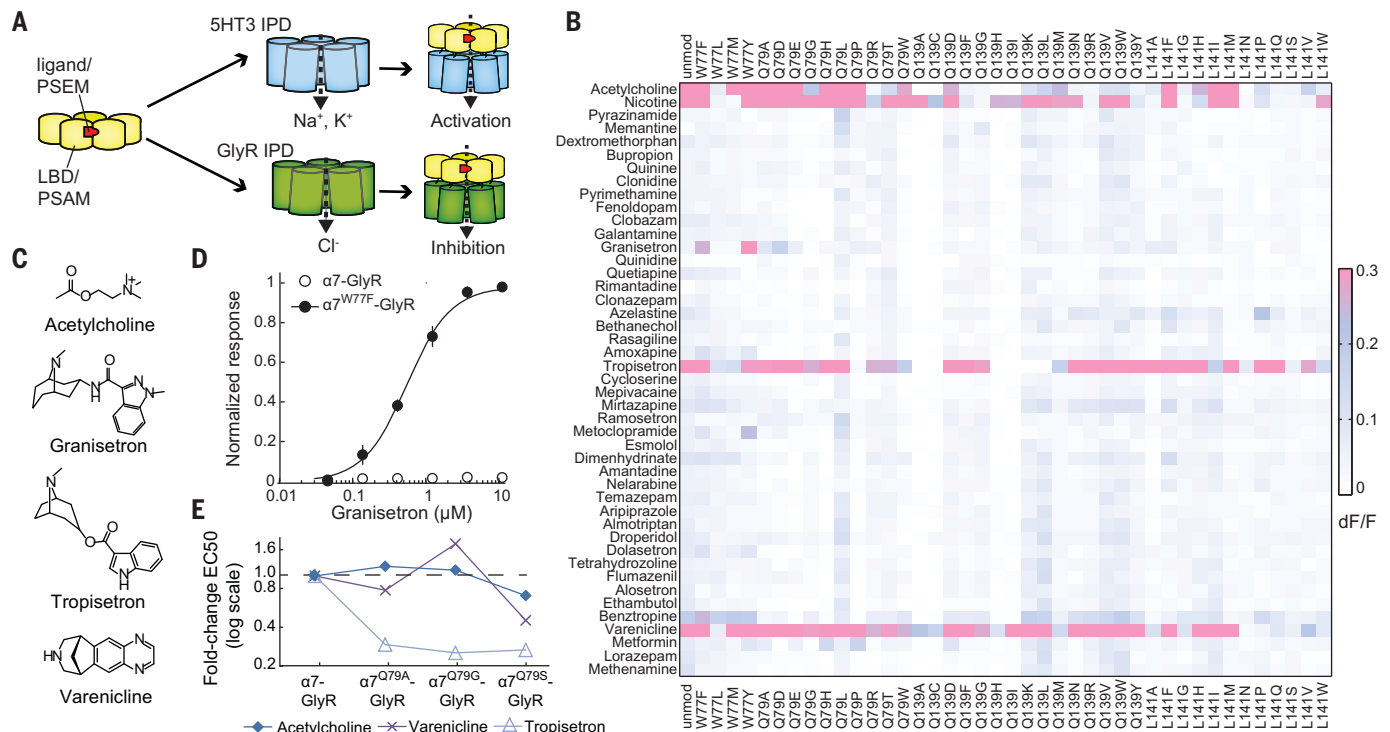 A
5HT3 IPD
ligand/
PSEM
Na⁺, K⁺
Activation
GlyR IPD
LBD/
PSAM
Cl⁻
Inhibition
B
unmod W77F W77L W77M W77Y Q79A Q79D Q79E Q79G Q79H Q79L Q79P Q79R Q79T Q79W Q139A Q139C Q139D Q139F Q139G Q139H Q139I Q139K Q139L Q139M Q139N Q139R Q139V Q139W Q139Y L141A L141F L141G L141H L141I L141M L141N L141P L141Q L141S L141V L141W
Acetylcholine
Nicotine
Pyrazinamide
Memantine
Dextromethorphan
Bupropion
Quinine
Clonidine
Pyrimethamine
Fenoldopam
Clobazam
Galantamine
Granisetron
Quinidine
Quetiapine
Rimantadine
Clonazepam
Azelastine
Bethanechol
Rasagiline
Amoxapine
Tropisetron
Cycloserine
Mepivacaine
Mirtazapine
Ramosetron
Metoclopramide
Esmolol
Dimenhydrinate
Amantadine
Nelarabine
Temazepam
Aripiprazole
Almotriptan
Droperidol
Dolasetron
Tetrahydrozoline
Flumazenil
Alosetron
Ethambutol
Benztropine
Varenicline
Metformin
Lorazepam
Methenamine
unmod W77F W77L W77M W77Y Q79A Q79D Q79E Q79G Q79H Q79L Q79P Q79R Q79T Q79W Q139A Q139C Q139D Q139F Q139G Q139H Q139I Q139K Q139L Q139M Q139N Q139R Q139V Q139W Q139Y L141A L141F L141G L141H L141I L141M L141N L141P L141Q L141S L141V L141W
0.3
0.2
0.1
0
dF/F
C
O
O
N
+
Acetylcholine
N
O
N
H
N
N
Granisetron
N
O
O
N
H
Tropisetron
HN
N
N
Varenicline
D
α7-GlyR
α7W77F-GlyR
Normalized response
1
0.8
0.6
0.4
0.2
0
0.01 0.1 1 10
Granisetron (µM)
E
Fold-change EC50
(log scale)
1.6
1.0
0.8
0.4
0.2
α7- α7Q79A- α7Q79G- α7Q79S-
GlyR GlyR GlyR GlyR
Acetylcholine Varenicline Tropisetron